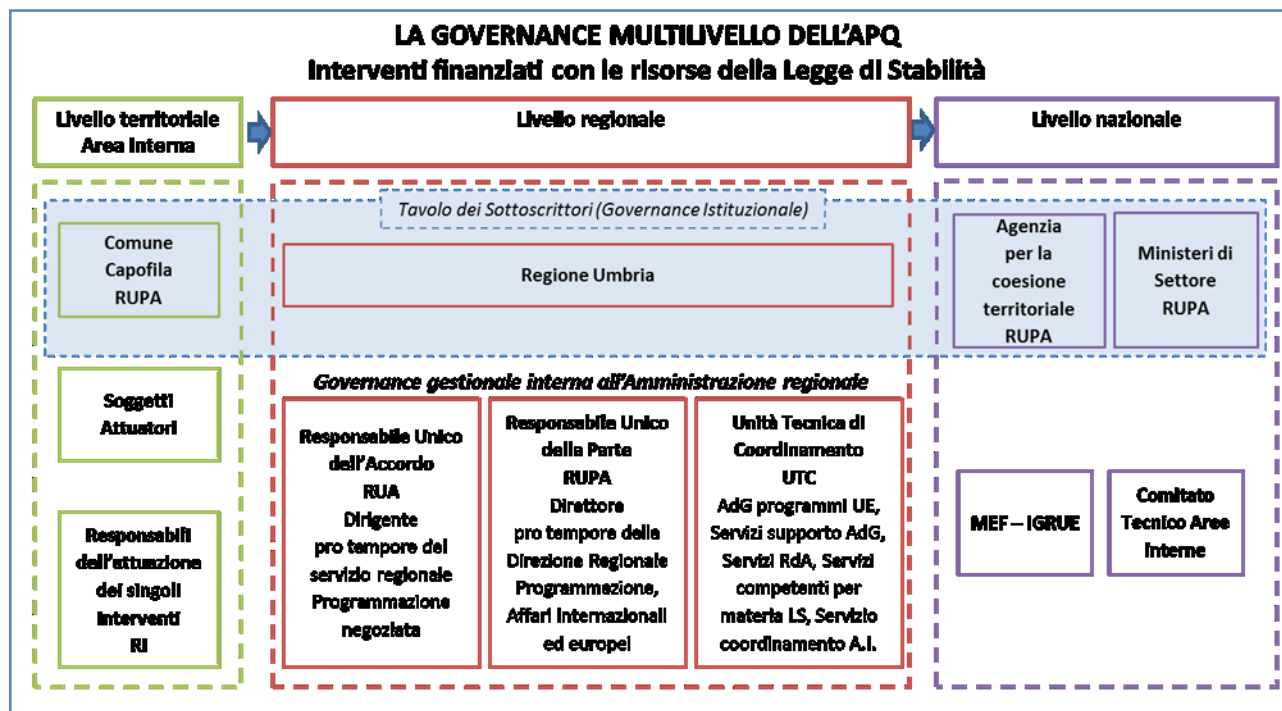 LA GOVERNANCE MULTILIVELLO DELL'APQ
Interventi finanziati con le risorse della Legge di Stabilità
Livello territoriale
Area Interna
Livello regionale
Livello nazionale
Tavolo dei Sottoscrittori (Governance Istituzionale)
Comune
Capofila
RUPA
Regione Umbria
Agenzia
per la
coesione
territoriale
RUPA
Ministeri di
Settore
RUPA
Soggetti
Attuatori
Responsabili
dell'attuazione
dei singoli
interventi
RI
Governance gestionale interna all'Amministrazione regionale
Responsabile Unico
dell'Accordo
RUA
Dirigente
pro tempore del
servizio regionale
Programmazione
negoziata
Responsabile Unico
della Parte
RUPA
Direttore
pro tempore della
Direzione Regionale
Programmazione,
Affari internazionali
ed europei
Unità Tecnica di
Coordinamento
UTC
AdG programmi UE,
Servizi supporto AdG,
Servizi RdA, Servizi
competenti per
materia LS, Servizio
coordinamento A.I.
MEF – IGRUE
Comitato
Tecnico Aree
Interne